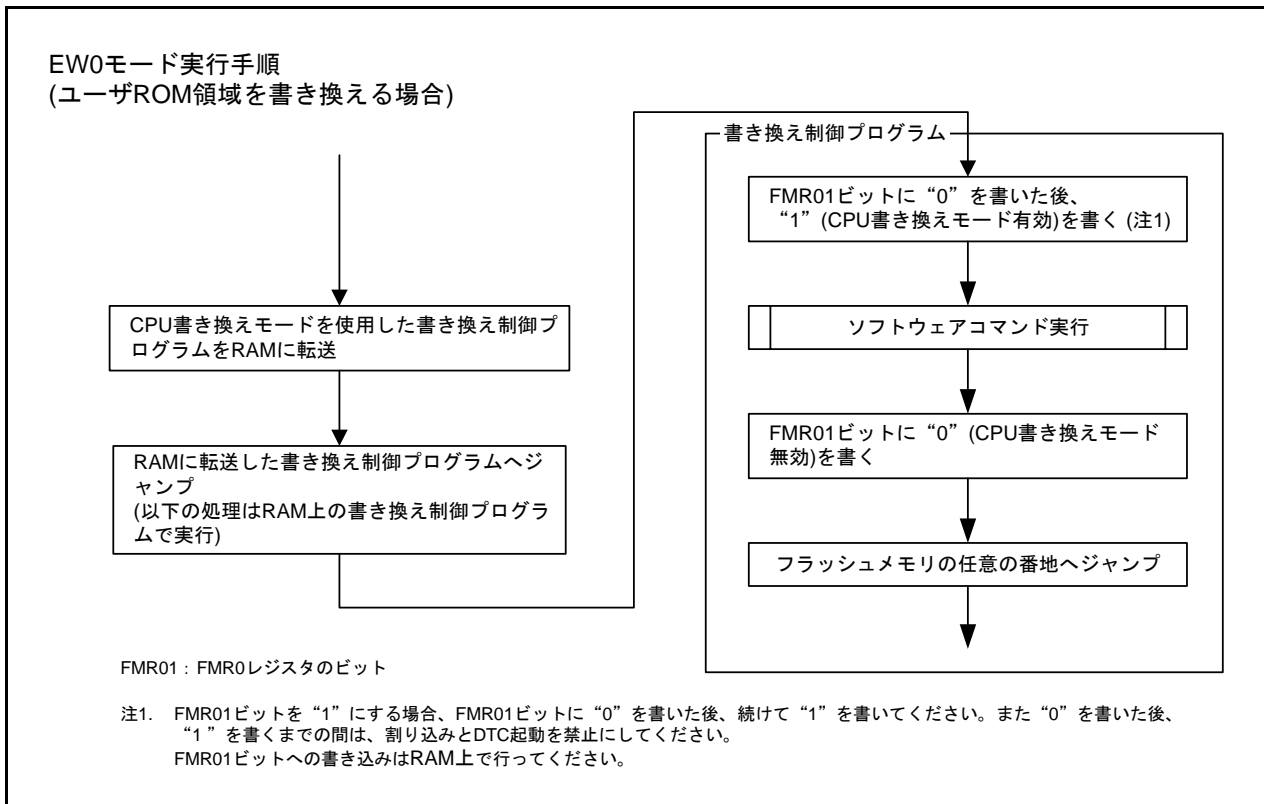 EW0モード実行手順
(ユーザROM領域を書き換える場合)
CPU書き換えモードを使用した書き換え制御プ
ログラムをRAMに転送
RAMに転送した書き換え制御プログラムへジ
ャンプ
(以下の処理はRAM上の書き換え制御プログラ
ムで実行)
書き換え制御プログラム
FMR01ビットに“0”を書いた後、
“1”(CPU書き換えモード有効)を書く (注1)
ソフトウェアコマンド実行
FMR01ビットに“0”(CPU書き換えモード
無効)を書く
フラッシュメモリの任意の番地へジャンプ
FMR01：FMR0レジスタのビット
注1. FMR01ビットを“1”にする場合、FMR01ビットに“0”を書いた後、続けて“1”を書いてください。また“0”を書いた後、
“1 ”を書くまでの間は、割り込みとDTC起動を禁止にしてください。
FMR01ビットへの書き込みはRAM上で行ってください。